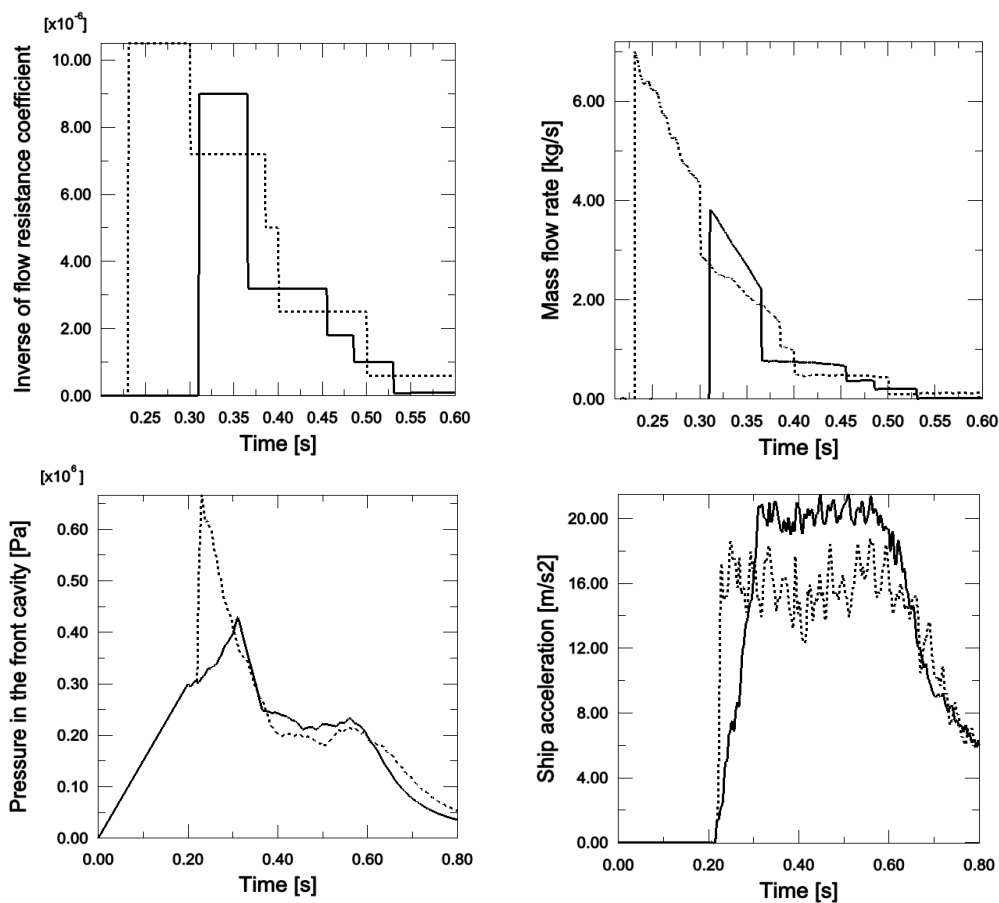 [x10⁻⁶]
Inverse of flow resistance coefficient
10.00
8.00
6.00
4.00
2.00
0.00
0.25 0.30 0.35 0.40 0.45 0.50 0.55 0.60
Time [s]
Mass flow rate [kg/s]
6.00
4.00
2.00
0.00
0.25 0.30 0.35 0.40 0.45 0.50 0.55 0.60
Time [s]
[x10⁶]
Pressure in the front cavity [Pa]
0.60
0.50
0.40
0.30
0.20
0.10
0.00
0.00 0.20 0.40 0.60 0.80
Time [s]
Ship acceleration [m/s2]
20.00
16.00
12.00
8.00
4.00
0.00
0.00 0.20 0.40 0.60 0.80
Time [s]